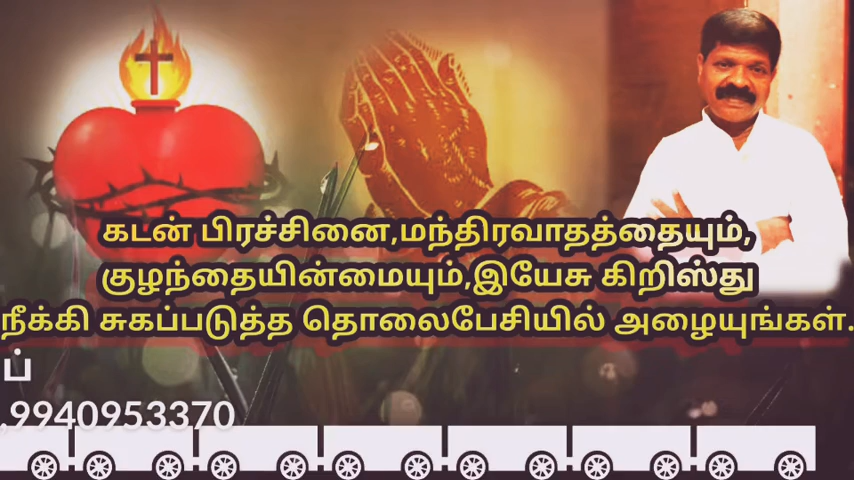 கடன் பிரச்சினை,மந்திரவாதத்தையும்,
குழந்தையின்மையும்,இயேசு கிறிஸ்து
நீக்கி சுகப்படுத்த தொலைபேசியில் அழையுங்கள்.
ப்
.9940953370